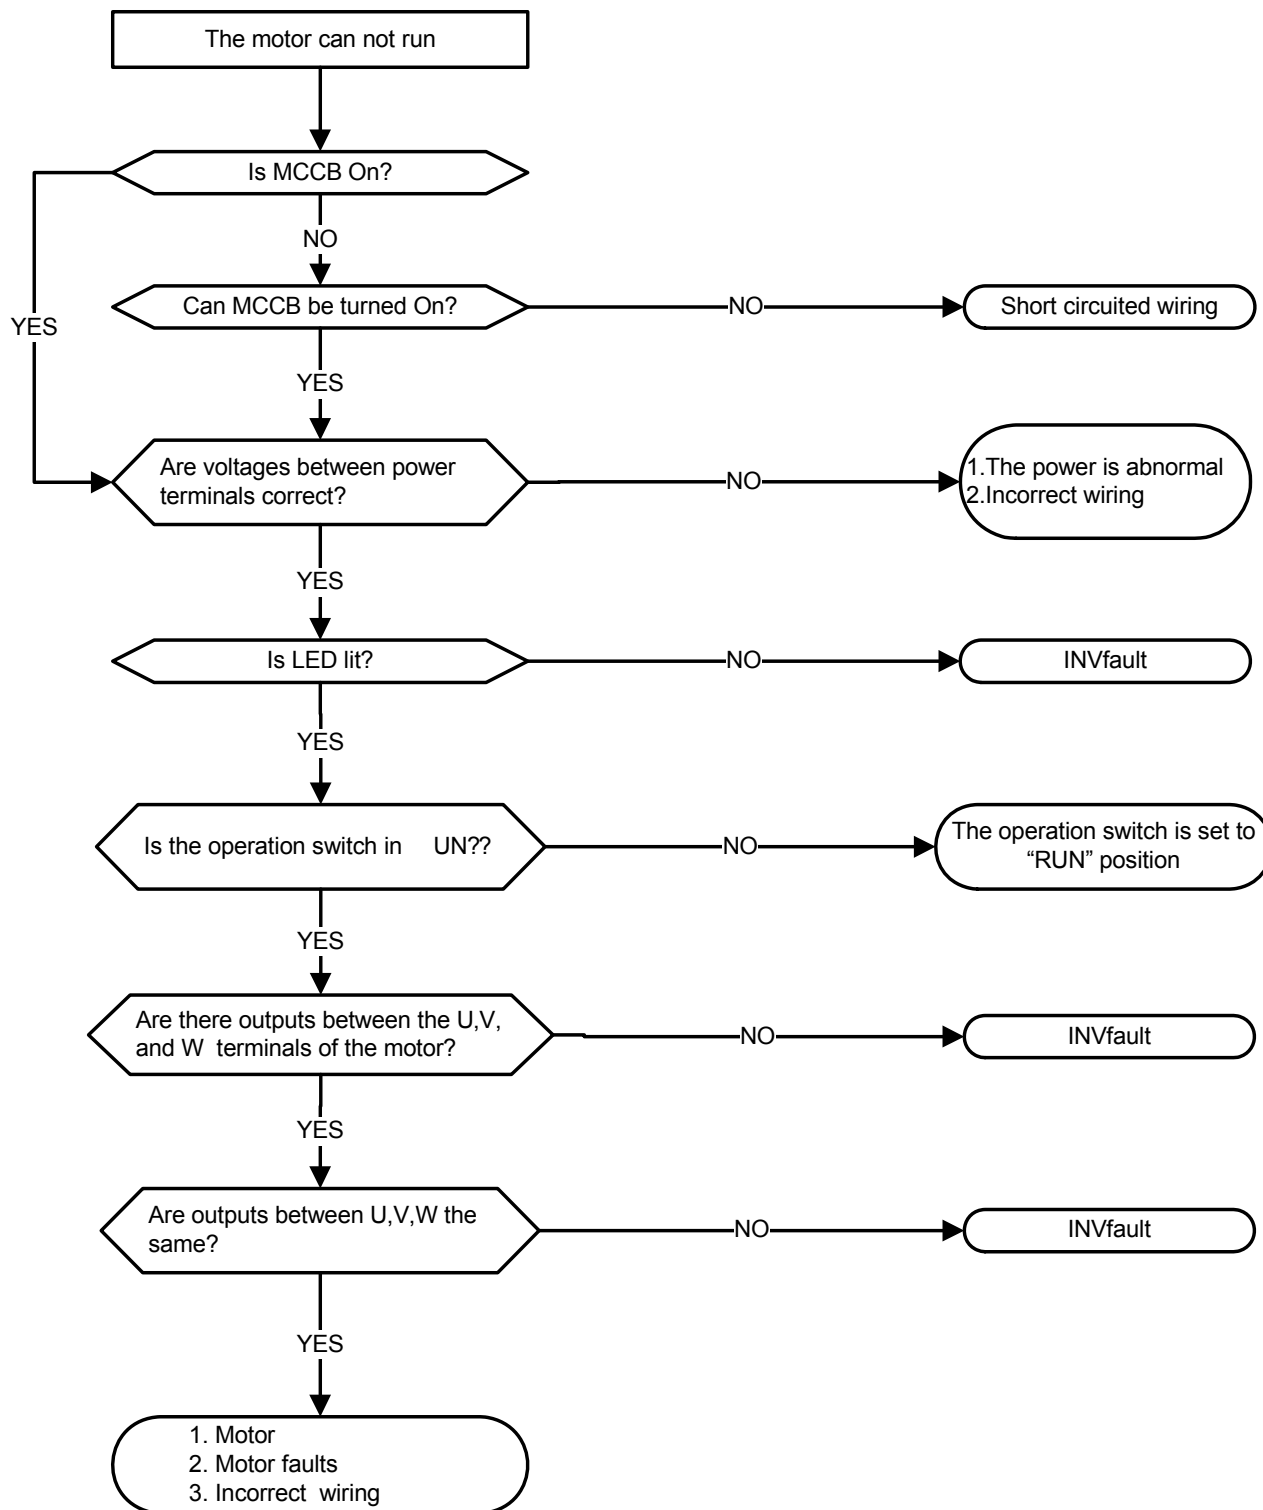 The motor can not run
Is MCCB On?
NO
Can MCCB be turned On?
NO
Short circuited wiring
YES
YES
Are voltages between power
terminals correct?
NO
1.The power is abnormal
2.Incorrect wiring
YES
Is LED lit?
NO
INVfault
YES
Is the operation switch in UN??
NO
The operation switch is set to
“RUN” position
YES
Are there outputs between the U,V,
and W terminals of the motor?
NO
INVfault
YES
Are outputs between U,V,W the
same?
NO
INVfault
YES
1. Motor
2. Motor faults
3. Incorrect wiring